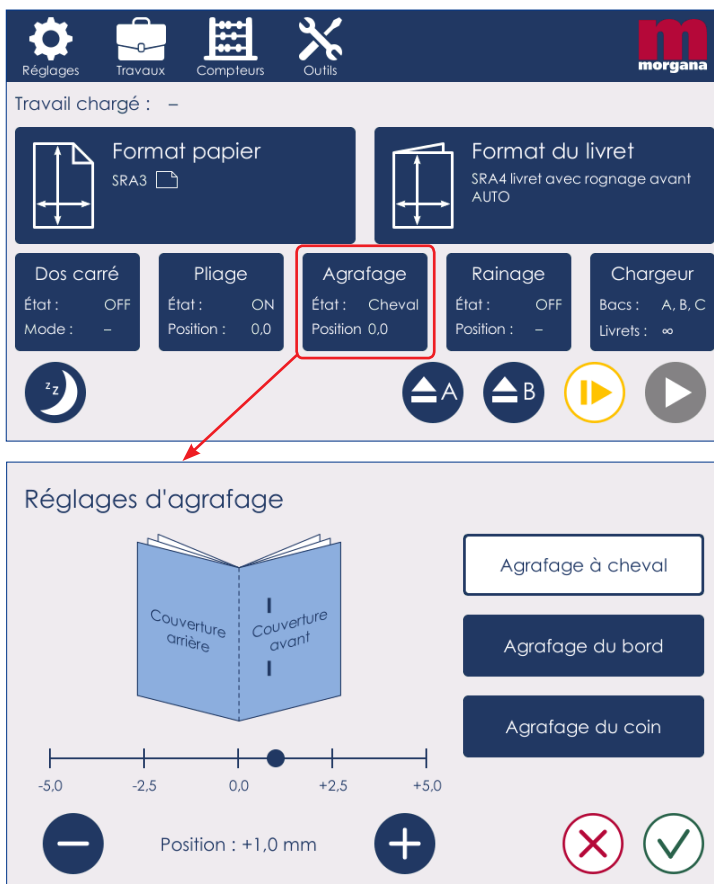 Réglages
Travaux
Compteurs
Outils
morgana
Travail chargé : –
Format papier
SRA3
Format du livret
SRA4 livret avec rognage avant
AUTO
Dos carré
État : OFF
Mode : –
Pliage
État : ON
Position : 0,0
Agrafage
État : Cheval
Position 0,0
Rainage
État : OFF
Position : –
Chargeur
Bacs : A, B, C
Livrets : ∞
z z
A
B
Réglages d'agrafage
Couverture
arrière
Couverture
avant
Agrafage à cheval
Agrafage du bord
Agrafage du coin
-5,0 -2,5 0,0 +2,5 +5,0
Position : +1,0 mm